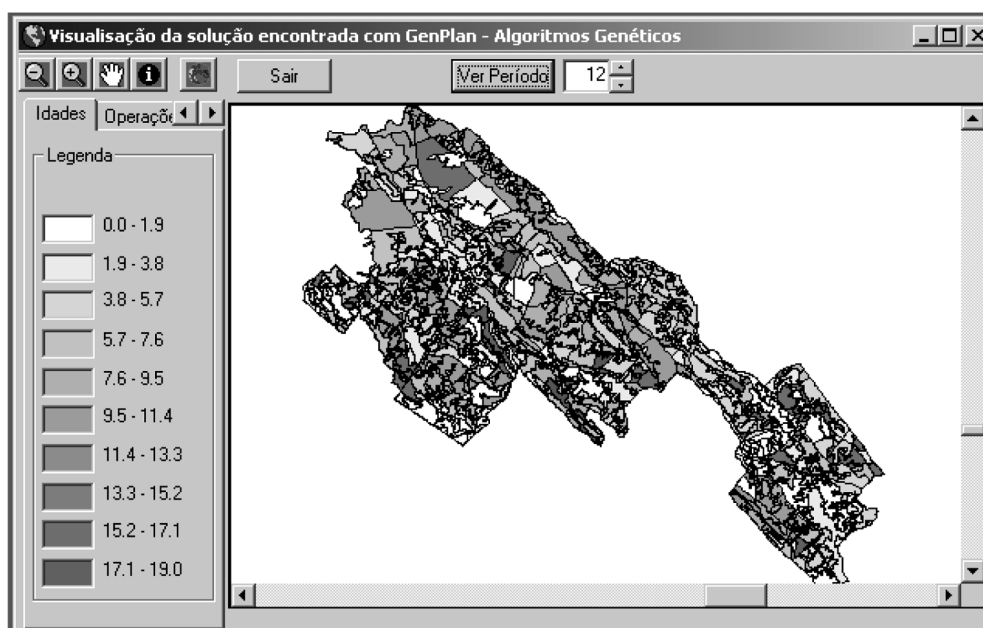 Visualisação da solução encontrada com GenPlan - Algoritmos Genéticos
Sair
Ver Período
12
Idades
Operaçõe
Legenda
0.0 - 1.9
1.9 - 3.8
3.8 - 5.7
5.7 - 7.6
7.6 - 9.5
9.5 - 11.4
11.4 - 13.3
13.3 - 15.2
15.2 - 17.1
17.1 - 19.0